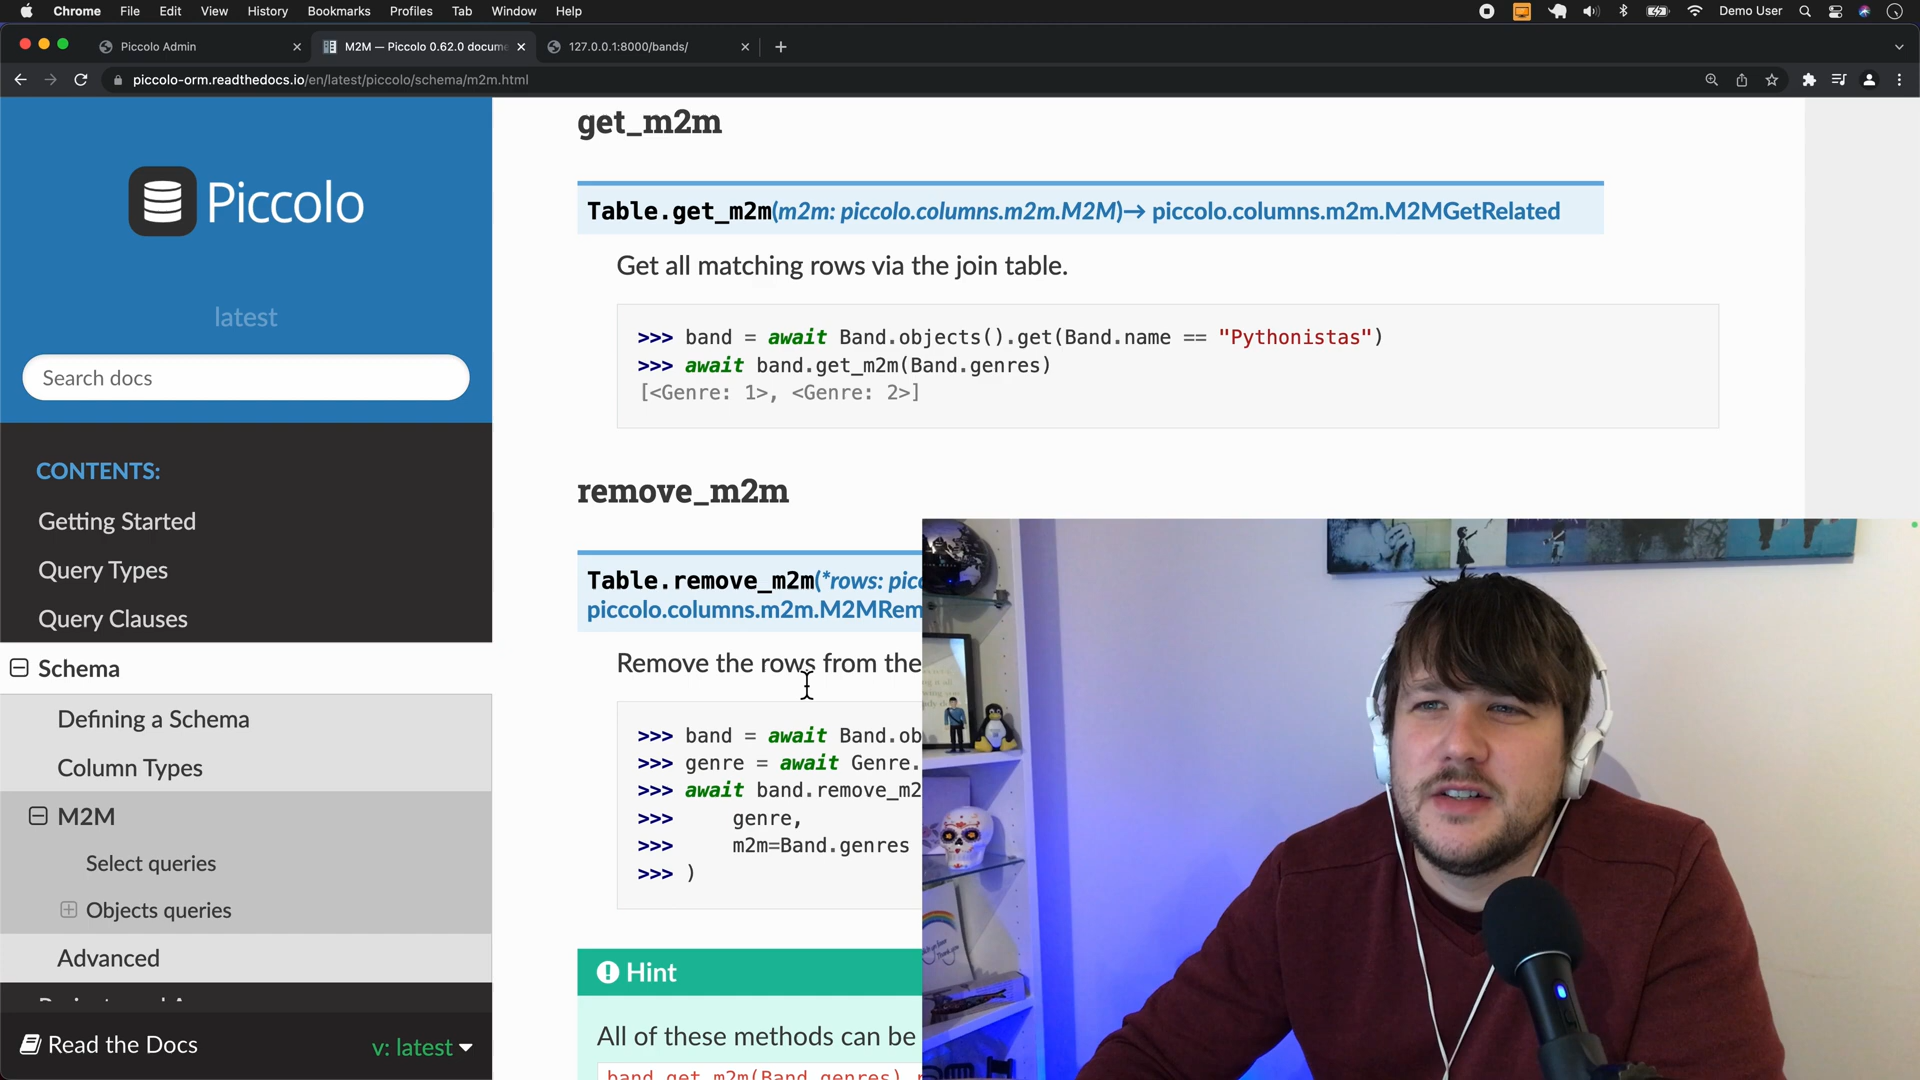 Chrome File Edit View History Bookmarks Profiles Tab Window Help Demo User
Piccolo Admin M2M — Piccolo 0.62.0 docum 127.0.0.1:8000/bands/
piccolo-orm.readthedocs.io/en/latest/piccolo/schema/m2m.html
Piccolo
latest
Search docs
CONTENTS:
Getting Started
Query Types
Query Clauses
Schema
Defining a Schema
Column Types
M2M
Select queries
Objects queries
Advanced
Read the Docs v: latest
get_m2m
Table.get_m2m(m2m: piccolo.columns.m2m.M2M)→ piccolo.columns.m2m.M2MGetRelated
Get all matching rows via the join table.
>>> band = await Band.objects().get(Band.name == "Pythonistas")
>>> await band.get_m2m(Band.genres)
[<Genre: 1>, <Genre: 2>]
remove_m2m
Table.remove_m2m(*rows: picc
piccolo.columns.m2m.M2MRem
Remove the rows from the
>>> band = await Band.ob
>>> genre = await Genre.
>>> await band.remove_m2
>>> genre,
>>> m2m=Band.genres
>>> )
Hint
All of these methods can be
band.get_m2m(Band.genres).r